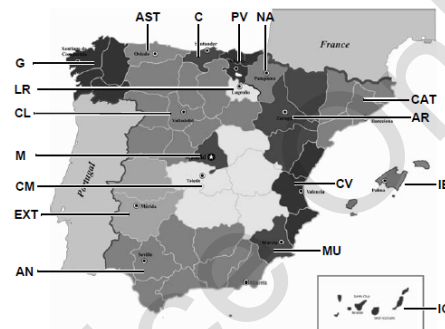 AST
C
PV
NA
France
Santander
Oviedo
G
Pamplona
LR
Logroño
CAT
CL
Valladolid
AR
Barcelona
M
CM
Toledo
CV
Valencia
IB
Palma
Portugal
EXT
Mérida
Murcia
MU
Sevilla
AN
Almería
IC